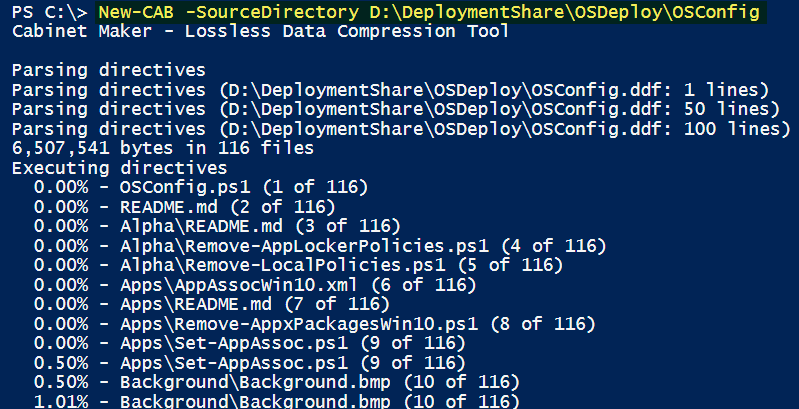 PS C:\> New-CAB -SourceDirectory D:\DeploymentShare\OSDeploy\OSConfig
Cabinet Maker - Lossless Data Compression Tool

Parsing directives
Parsing directives (D:\DeploymentShare\OSDeploy\OSConfig.ddf: 1 lines)
Parsing directives (D:\DeploymentShare\OSDeploy\OSConfig.ddf: 50 lines)
Parsing directives (D:\DeploymentShare\OSDeploy\OSConfig.ddf: 100 lines)
6,507,541 bytes in 116 files
Executing directives
  0.00% - OSConfig.ps1 (1 of 116)
  0.00% - README.md (2 of 116)
  0.00% - Alpha\README.md (3 of 116)
  0.00% - Alpha\Remove-AppLockerPolicies.ps1 (4 of 116)
  0.00% - Alpha\Remove-LocalPolicies.ps1 (5 of 116)
  0.00% - Apps\AppAssocWin10.xml (6 of 116)
  0.00% - Apps\README.md (7 of 116)
  0.00% - Apps\Remove-AppxPackagesWin10.ps1 (8 of 116)
  0.00% - Apps\Set-AppAssoc.ps1 (9 of 116)
  0.50% - Apps\Set-AppAssoc.ps1 (9 of 116)
  0.50% - Background\Background.bmp (10 of 116)
  1.01% - Background\Background.bmp (10 of 116)